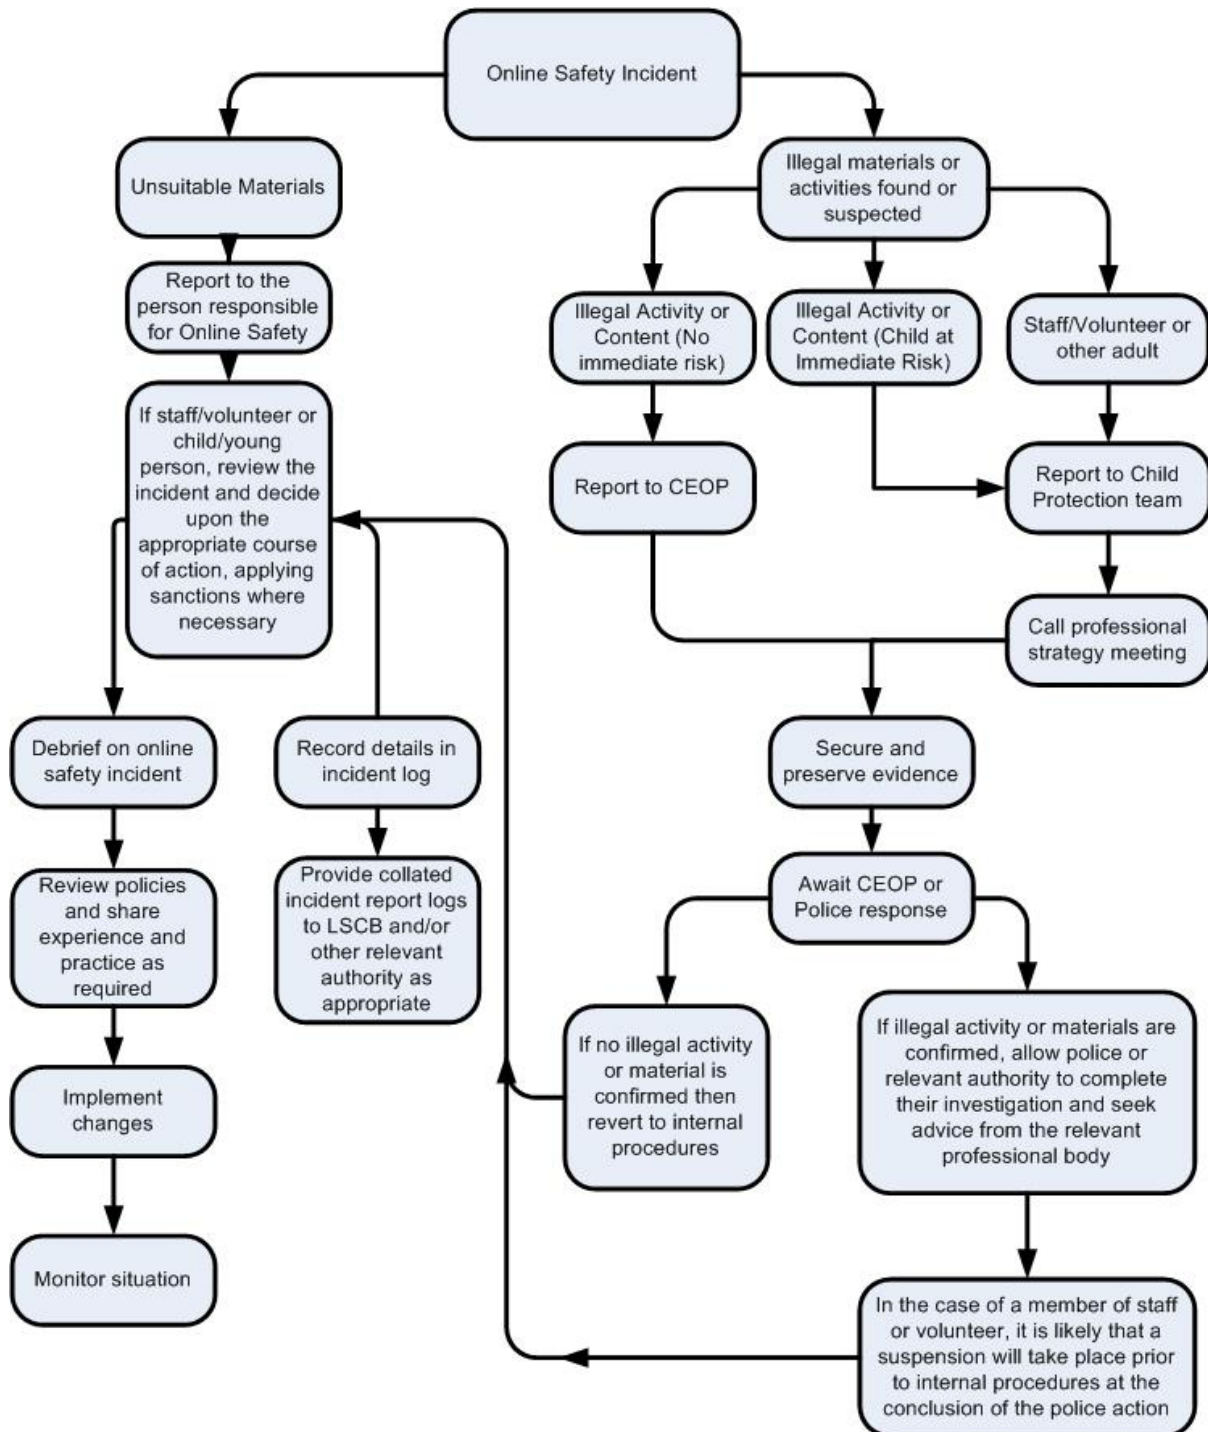 Online Safety Incident
Unsuitable Materials
Illegal materials or
activities found or
suspected
Report to the
person responsible
for Online Safety
Illegal Activity or
Content (No
immediate risk)
Illegal Activity or
Content (Child at
Immediate Risk)
Staff/Volunteer or
other adult
If staff/volunteer or
child/young
person, review the
incident and decide
upon the
appropriate course
of action, applying
sanctions where
necessary
Report to CEOP
Report to Child
Protection team
Call professional
strategy meeting
Debrief on online
safety incident
Record details in
incident log
Secure and
preserve evidence
Review policies
and share
experience and
practice as
required
Provide collated
incident report logs
to LSCB and/or
other relevant
authority as
appropriate
Await CEOP or
Police response
If no illegal activity
or material is
confirmed then
revert to internal
procedures
If illegal activity or materials are
confirmed, allow police or
relevant authority to complete
their investigation and seek
advice from the relevant
professional body
Implement
changes
Monitor situation
In the case of a member of staff
or volunteer, it is likely that a
suspension will take place prior
to internal procedures at the
conclusion of the police action